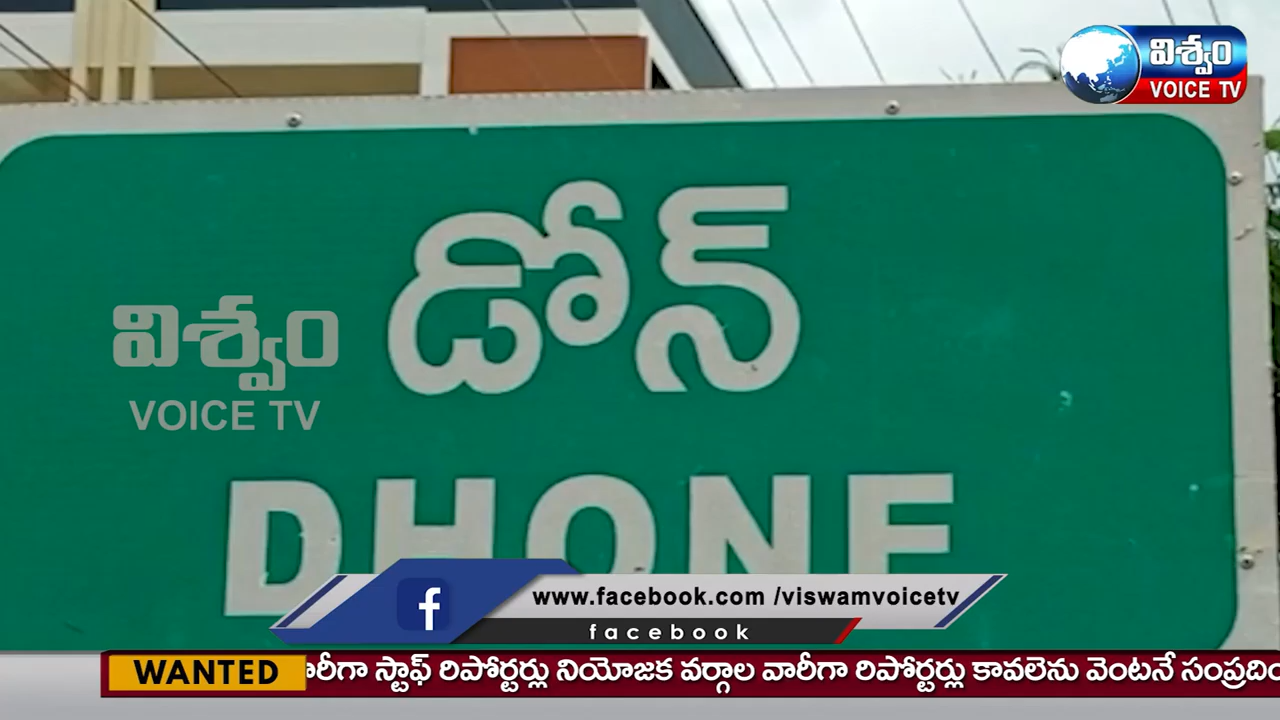 విశ్వం
VOICE TV
డోన్
విశ్వం
VOICE TV
DHONE
www.facebook.com /viswamvoicetv
facebook
WANTED
స్టాఫ్ రిపోర్టర్లు నియోజక వర్గాల వారీగా రిపోర్టర్లు కావలెను వెంటనే